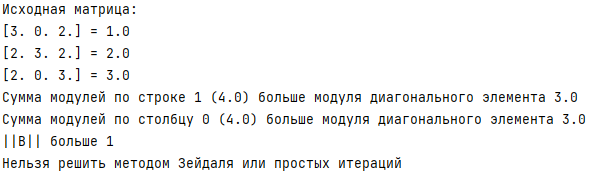 Исходная матрица:
[3. 0. 2.] = 1.0
[2. 3. 2.] = 2.0
[2. 0. 3.] = 3.0
Сумма модулей по строке 1 (4.0) больше модуля диагонального элемента 3.0
Сумма модулей по столбцу 0 (4.0) больше модуля диагонального элемента 3.0
||B|| больше 1
Нельзя решить методом Зейдаля или простых итераций